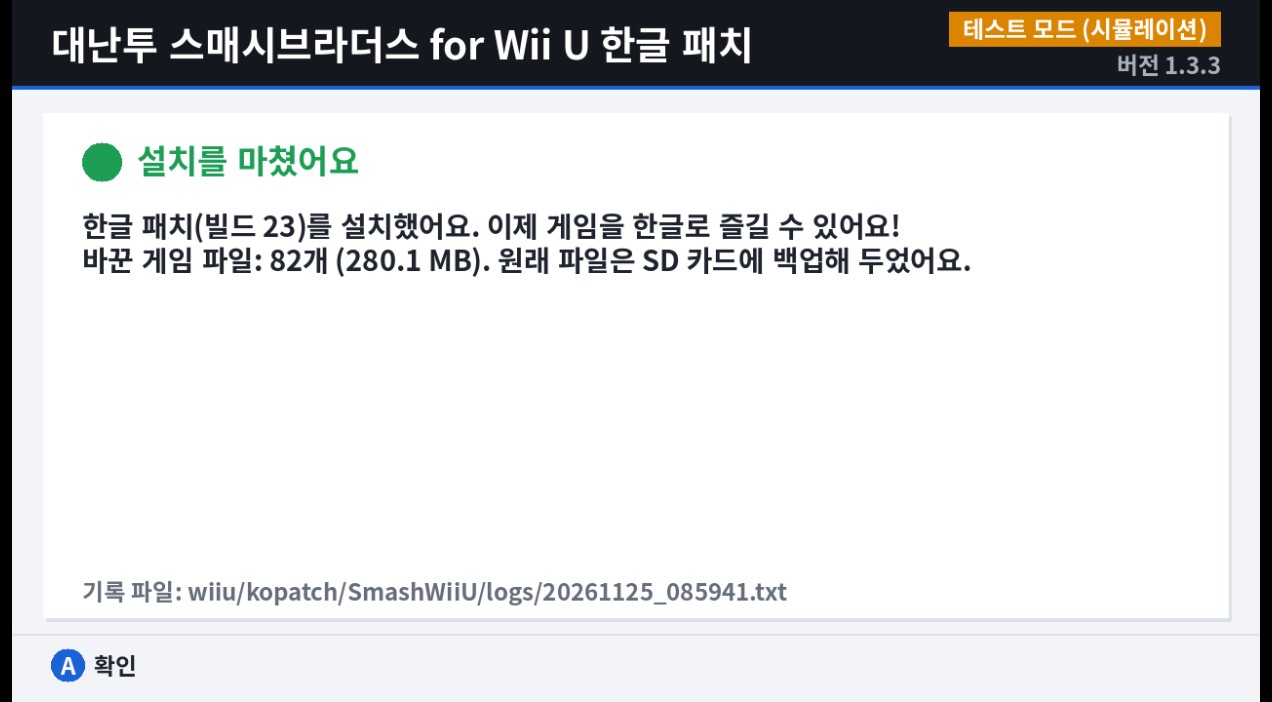 대난투 스매시브라더스 for Wii U 한글 패치
테스트 모드 (시뮬레이션)
버전 1.3.3
설치를 마쳤어요
한글 패치(빌드 23)를 설치했어요. 이제 게임을 한글로 즐길 수 있어요!
바꾼 게임 파일: 82개 (280.1 MB). 원래 파일은 SD 카드에 백업해 두었어요.
기록 파일: wiiu/kopatch/SmashWiiU/logs/20261125_085941.txt
A 확인